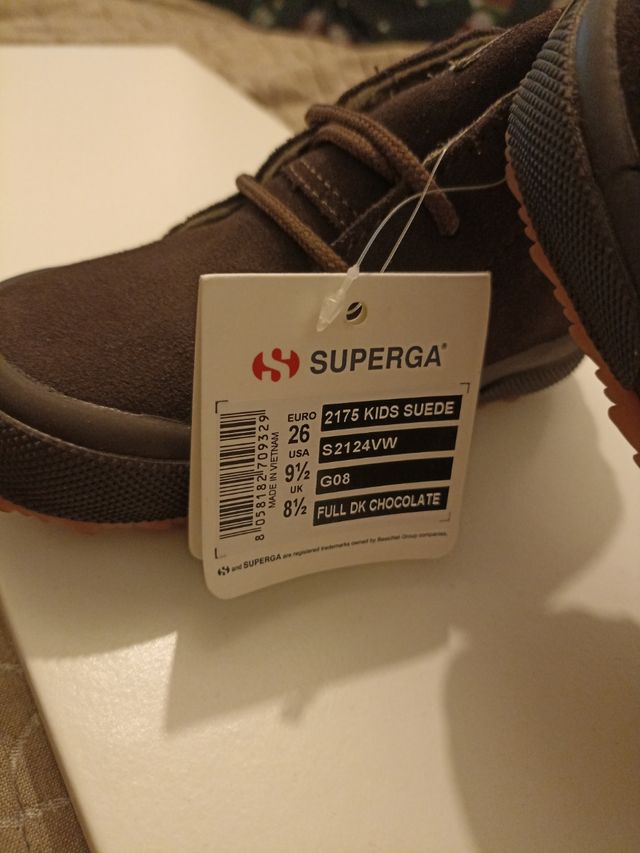 SUPERGA®
8 058182 709329
MADE IN VIETNAM
EURO
26
USA
9½
UK
8½
2175 KIDS SUEDE
S2124VW
G08
FULL DK CHOCOLATE
and SUPERGA are registered trademarks owned by BasicNet Group companies.